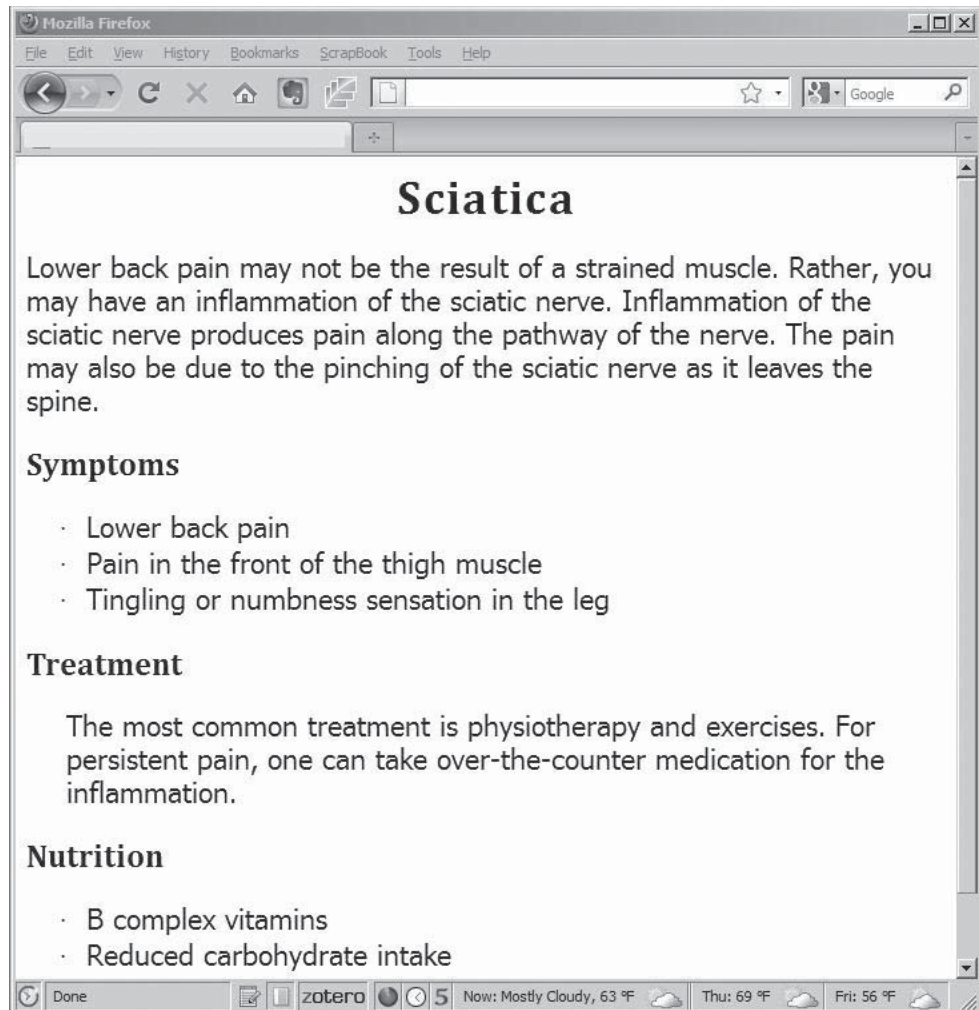 Mozilla Firefox
File Edit View History Bookmarks ScrapBook Tools Help
Google
Sciatica
Lower back pain may not be the result of a strained muscle. Rather, you
may have an inflammation of the sciatic nerve. Inflammation of the
sciatic nerve produces pain along the pathway of the nerve. The pain
may also be due to the pinching of the sciatic nerve as it leaves the
spine.
Symptoms
· Lower back pain
· Pain in the front of the thigh muscle
· Tingling or numbness sensation in the leg
Treatment
The most common treatment is physiotherapy and exercises. For
persistent pain, one can take over-the-counter medication for the
inflammation.
Nutrition
· B complex vitamins
· Reduced carbohydrate intake
Done zotero 5 Now: Mostly Cloudy, 63 °F Thu: 69 °F Fri: 56 °F